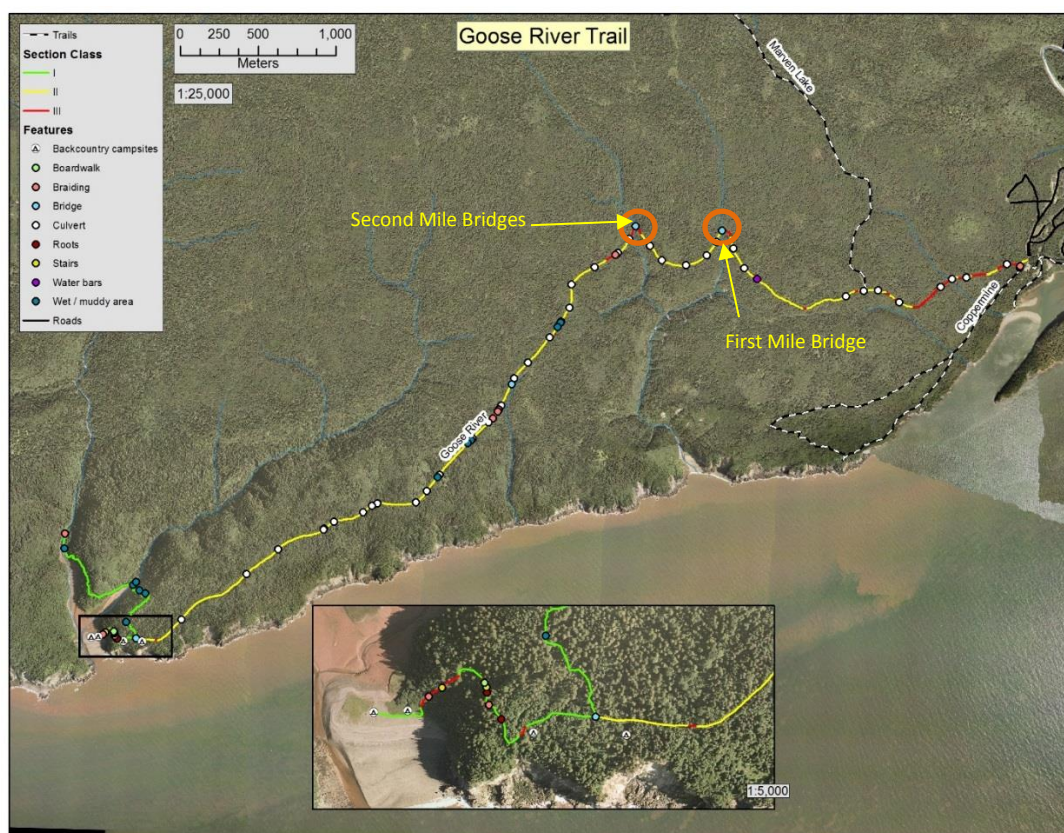 Goose River Trail
Trails
Section Class
I
II
III
Features
Backcountry campsites
Boardwalk
Braiding
Bridge
Culvert
Roots
Stairs
Water bars
Wet / muddy area
Roads
0 250 500 1,000
Meters
1:25,000
Marven Lake
Second Mile Bridges
First Mile Bridge
Coppermine
Goose River
1:5,000